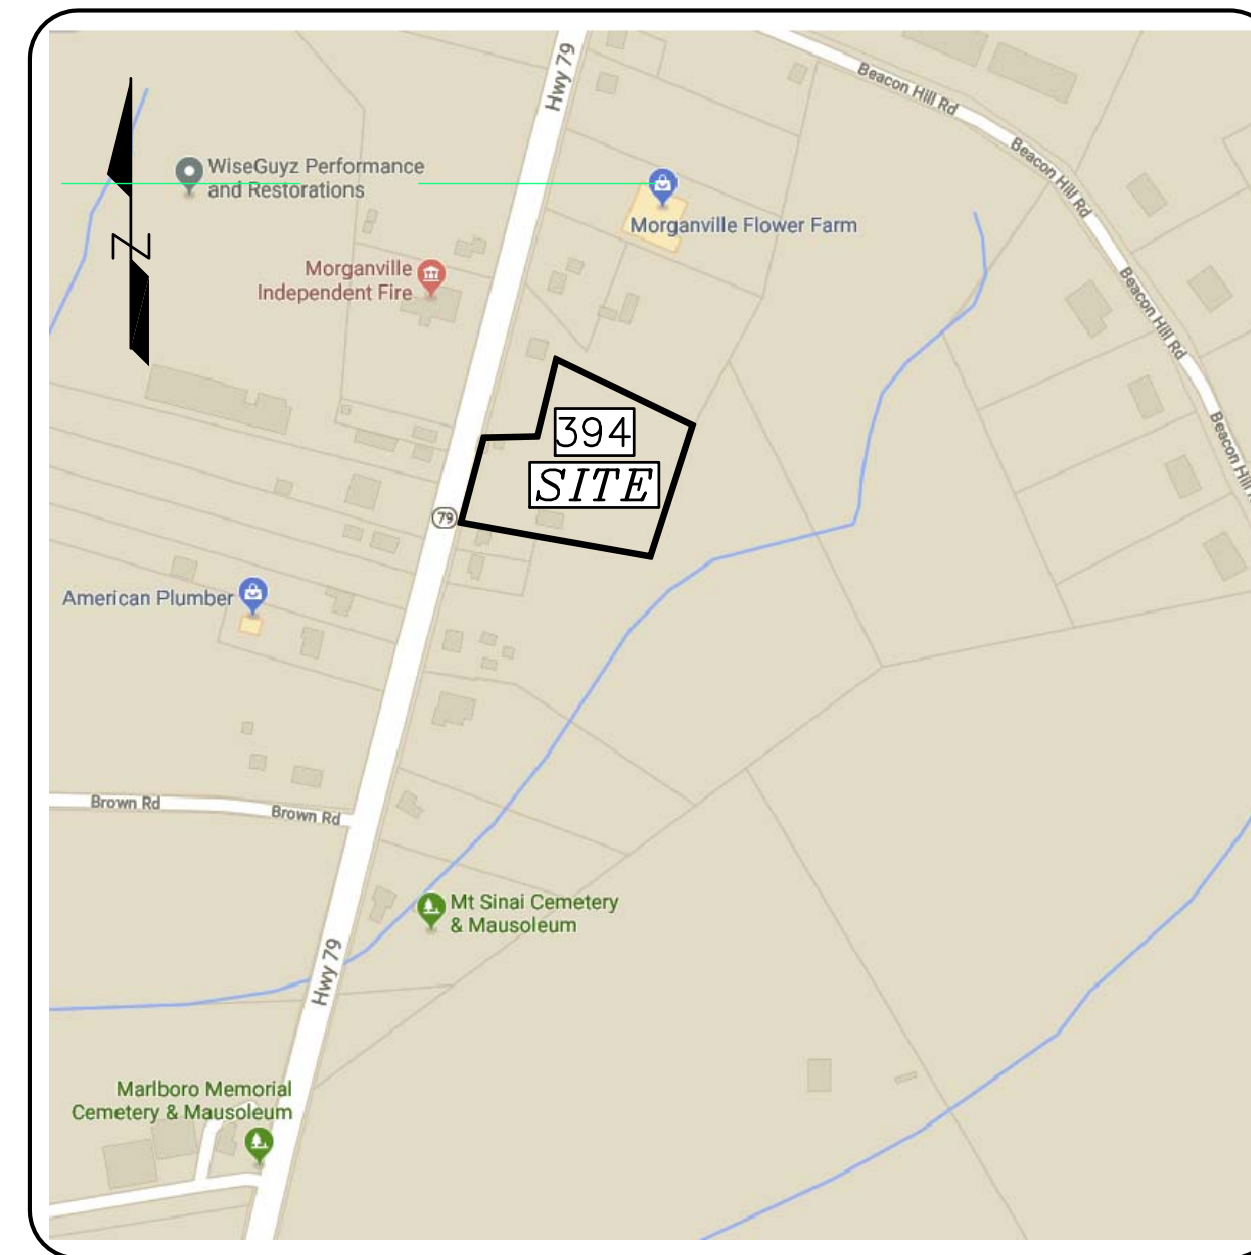 Hwy 79
Beacon Hill Rd
Beacon Hill Rd
WiseGuyz Performance
and Restorations
Morganville Flower Farm
N
Morganville
Independent Fire
Beacon Hill Rd
394
SITE
79
Beacon Hill
American Plumber
Brown Rd
Brown Rd
Mt Sinai Cemetery
& Mausoleum
Hwy 79
Marlboro Memorial
Cemetery & Mausoleum